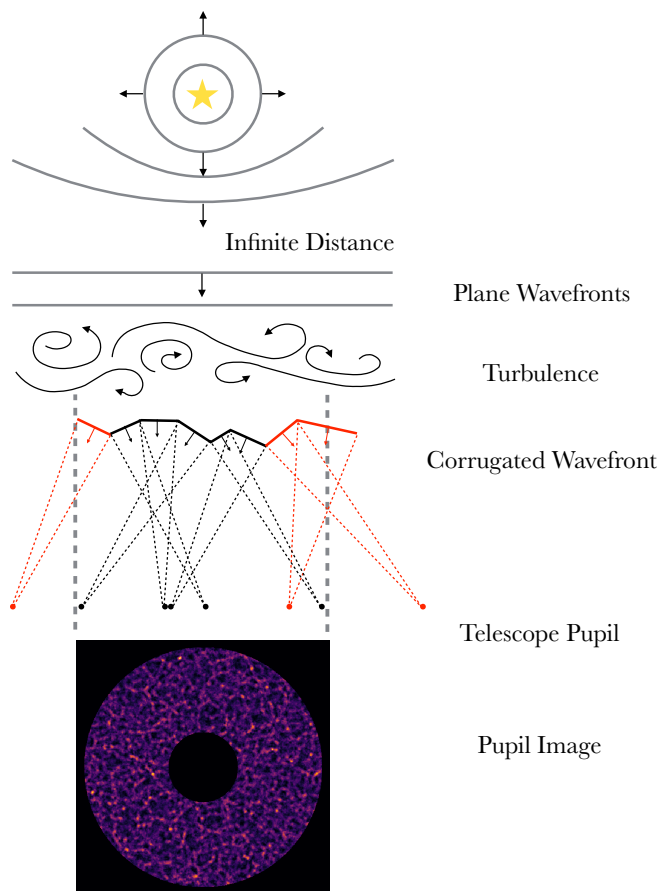 Infinite Distance
Plane Wavefronts
Turbulence
Corrugated Wavefront
Telescope Pupil
Pupil Image